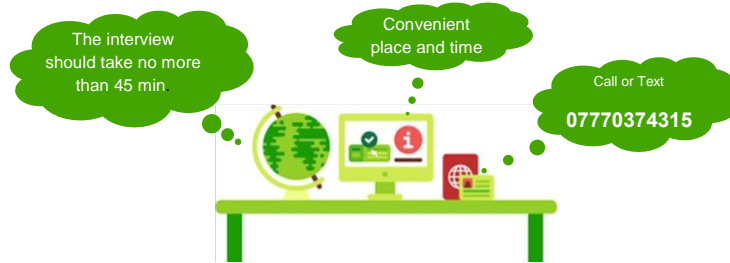 The interview
should take no more
than 45 min.
Convenient
place and time
Call or Text
07770374315
i